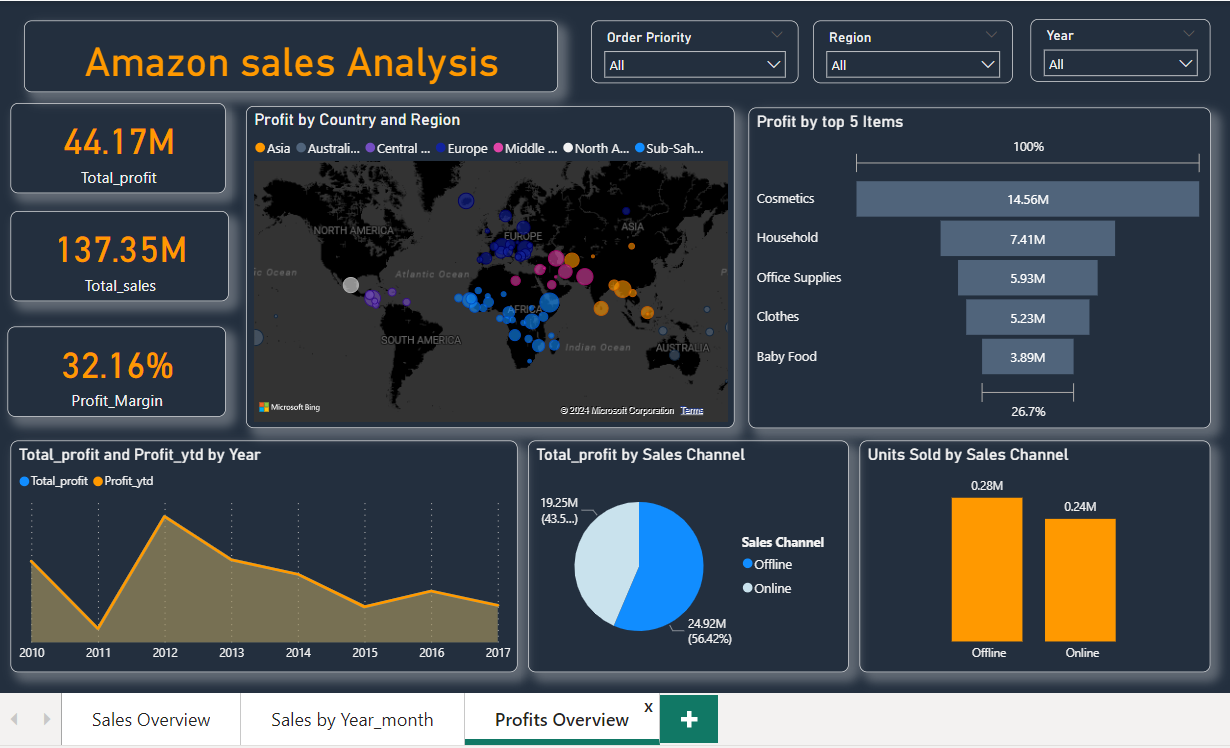 Amazon sales Analysis
Order Priority
All
Region
All
Year
All
44.17M
Total_profit
137.35M
Total_sales
32.16%
Profit_Margin
Profit by Country and Region
Asia Australi... Central ... Europe Middle ... North A... Sub-Sah...
NORTH AMERICA
EUROPE
ASIA
ic Ocean
Atlantic Ocean
P
AFRICA
SOUTH AMERICA
Indian Ocean
AUSTRALIA
Microsoft Bing
© 2024 Microsoft Corporation Terms
Profit by top 5 Items
100%
Cosmetics 14.56M
Household 7.41M
Office Supplies 5.93M
Clothes 5.23M
Baby Food 3.89M
26.7%
Total_profit and Profit_ytd by Year
Total_profit Profit_ytd
2010 2011 2012 2013 2014 2015 2016 2017
Total_profit by Sales Channel
19.25M
(43.5...)
24.92M
(56.42%)
Sales Channel
Offline
Online
Units Sold by Sales Channel
0.28M
0.24M
Offline Online
Sales Overview Sales by Year_month Profits Overview x +